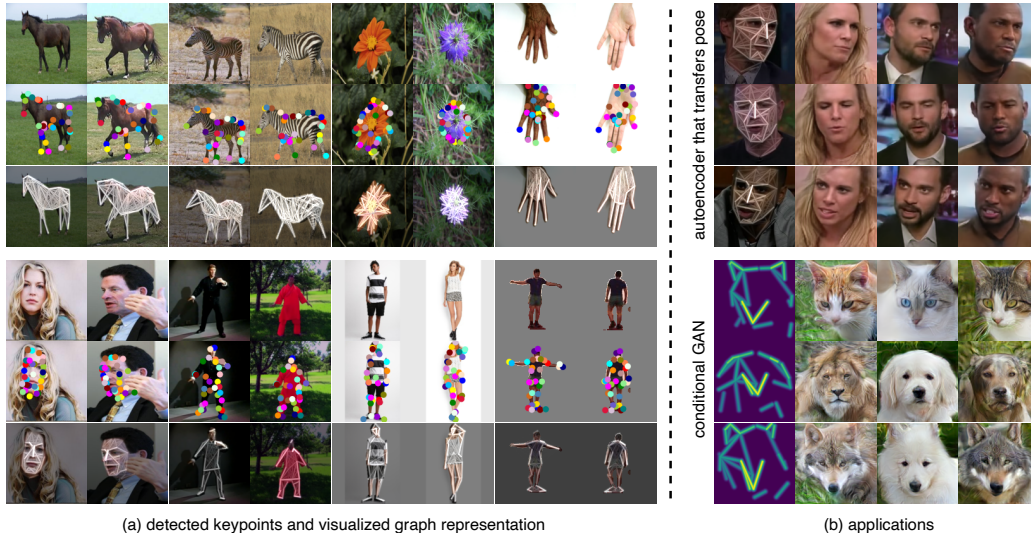 autoencoder that transfers pose
conditional GAN
(a) detected keypoints and visualized graph representation
(b) applications